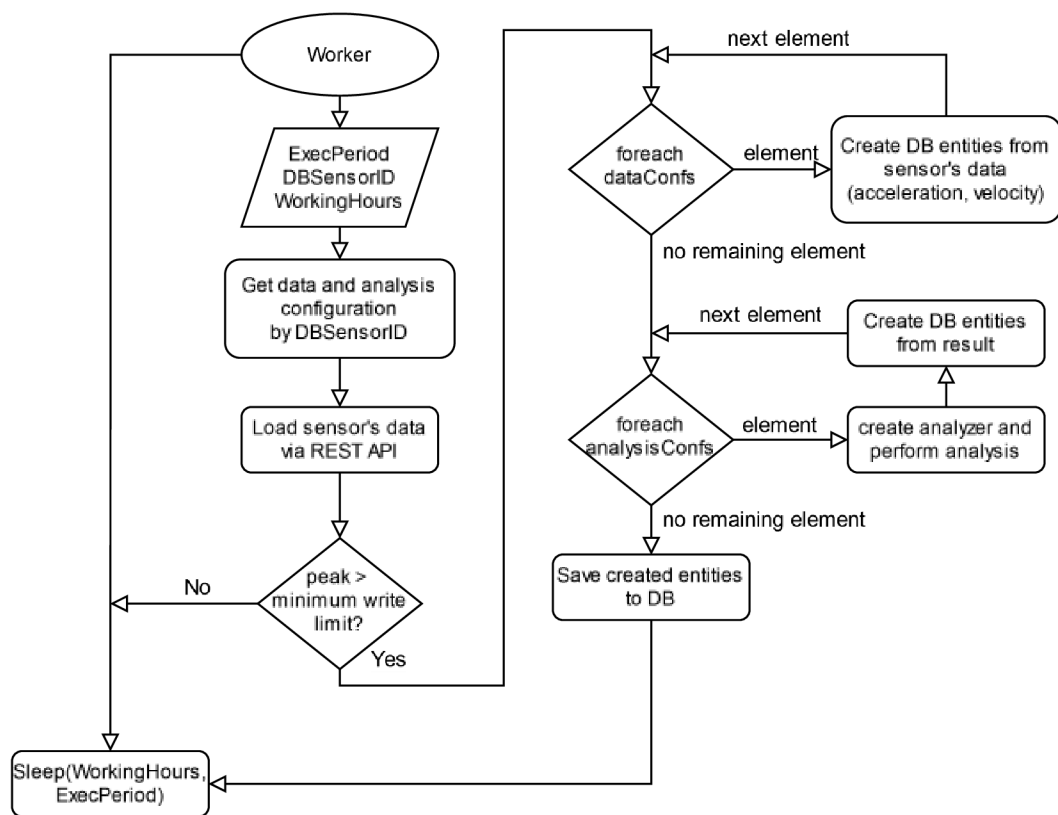 Worker
ExecPeriod
DBSensorID
WorkingHours
Get data and analysis
configuration
by DBSensorID
Load sensor's data
via REST API
peak >
minimum write
limit?
No
Yes
Sleep(WorkingHours,
ExecPeriod)
next element
foreach
dataConfs
element
Create DB entities from
sensor's data
(acceleration, velocity)
no remaining element
next element
Create DB entities
from result
foreach
analysisConfs
element
create analyzer and
perform analysis
no remaining element
Save created entities
to DB